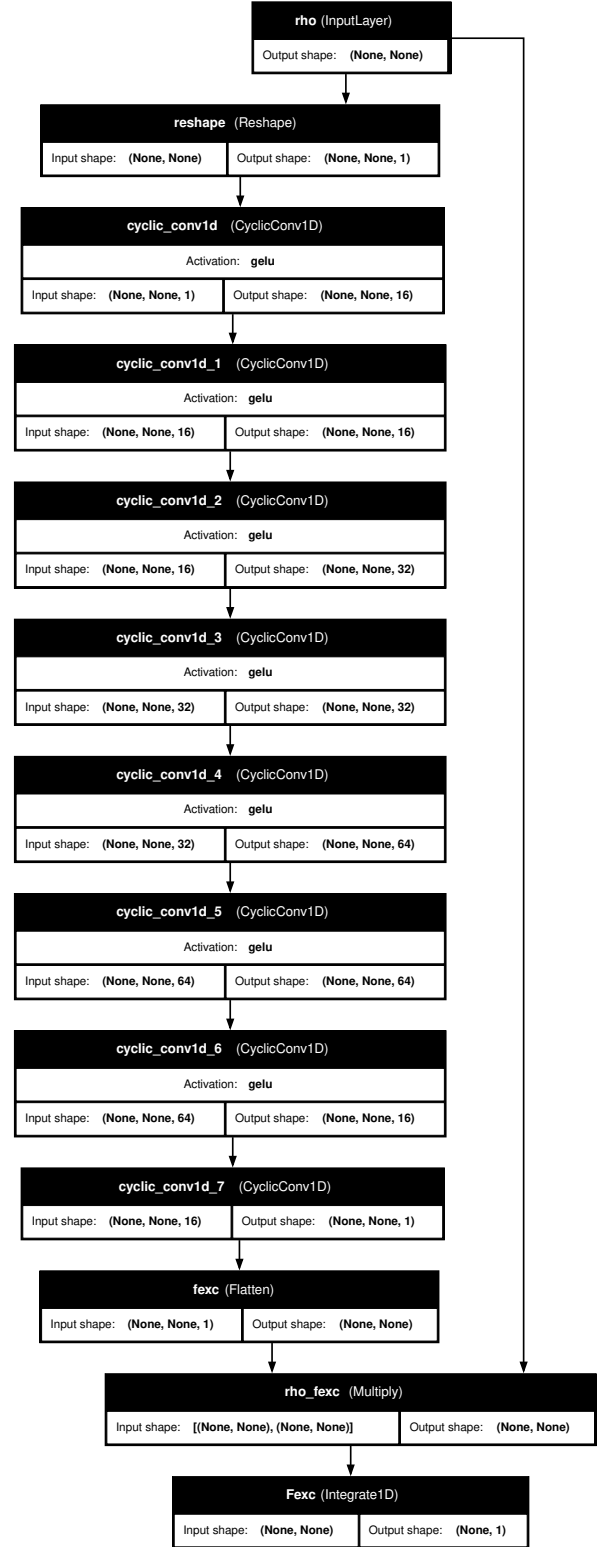 rho (InputLayer)
Output shape: (None, None)
reshape (Reshape)
Input shape: (None, None) Output shape: (None, None, 1)
cyclic_conv1d (CyclicConv1D)
Activation: gelu
Input shape: (None, None, 1) Output shape: (None, None, 16)
cyclic_conv1d_1 (CyclicConv1D)
Activation: gelu
Input shape: (None, None, 16) Output shape: (None, None, 16)
cyclic_conv1d_2 (CyclicConv1D)
Activation: gelu
Input shape: (None, None, 16) Output shape: (None, None, 32)
cyclic_conv1d_3 (CyclicConv1D)
Activation: gelu
Input shape: (None, None, 32) Output shape: (None, None, 32)
cyclic_conv1d_4 (CyclicConv1D)
Activation: gelu
Input shape: (None, None, 32) Output shape: (None, None, 64)
cyclic_conv1d_5 (CyclicConv1D)
Activation: gelu
Input shape: (None, None, 64) Output shape: (None, None, 64)
cyclic_conv1d_6 (CyclicConv1D)
Activation: gelu
Input shape: (None, None, 64) Output shape: (None, None, 16)
cyclic_conv1d_7 (CyclicConv1D)
Input shape: (None, None, 16) Output shape: (None, None, 1)
fexc (Flatten)
Input shape: (None, None, 1) Output shape: (None, None)
rho_fexc (Multiply)
Input shape: [(None, None), (None, None)] Output shape: (None, None)
Fexc (Integrate1D)
Input shape: (None, None) Output shape: (None, 1)